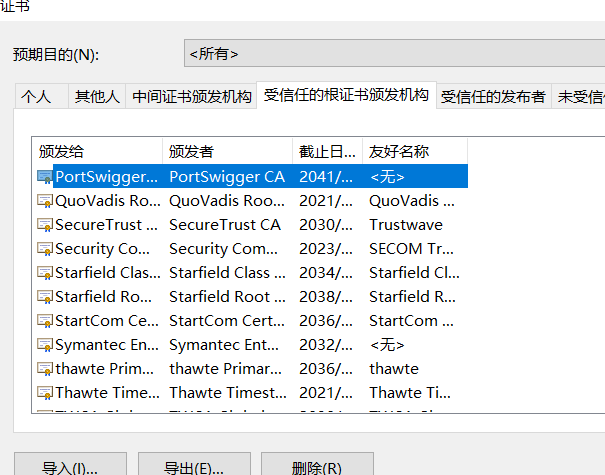 证书
预期目的(N): <所有>
个人 其他人 中间证书颁发机构 受信任的根证书颁发机构 受信任的发布者 未受信
颁发给 颁发者 截止日... 友好名称
PortSwigger... PortSwigger CA 2041/... <无>
QuoVadis Ro... QuoVadis Roo... 2021/... QuoVadis ...
SecureTrust ... SecureTrust CA 2030/... Trustwave
Security Co... Security Com... 2023/... SECOM Tr...
Starfield Clas... Starfield Class ... 2034/... Starfield Cl...
Starfield Ro... Starfield Root ... 2038/... Starfield R...
StartCom Ce... StartCom Cert... 2036/... StartCom ...
Symantec En... Symantec Ent... 2032/... <无>
thawte Prim... thawte Primar... 2036/... thawte
Thawte Time... Thawte Timest... 2021/... Thawte Ti...
导入(I)... 导出(E)... 删除(R)